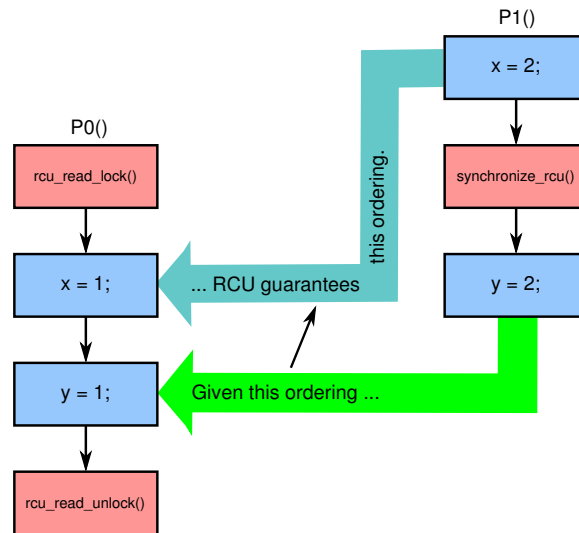 P1()
x = 2;
P0()
rcu_read_lock()
synchronize_rcu()
this ordering.
x = 1;
... RCU guarantees
y = 2;
y = 1;
Given this ordering ...
rcu_read_unlock()